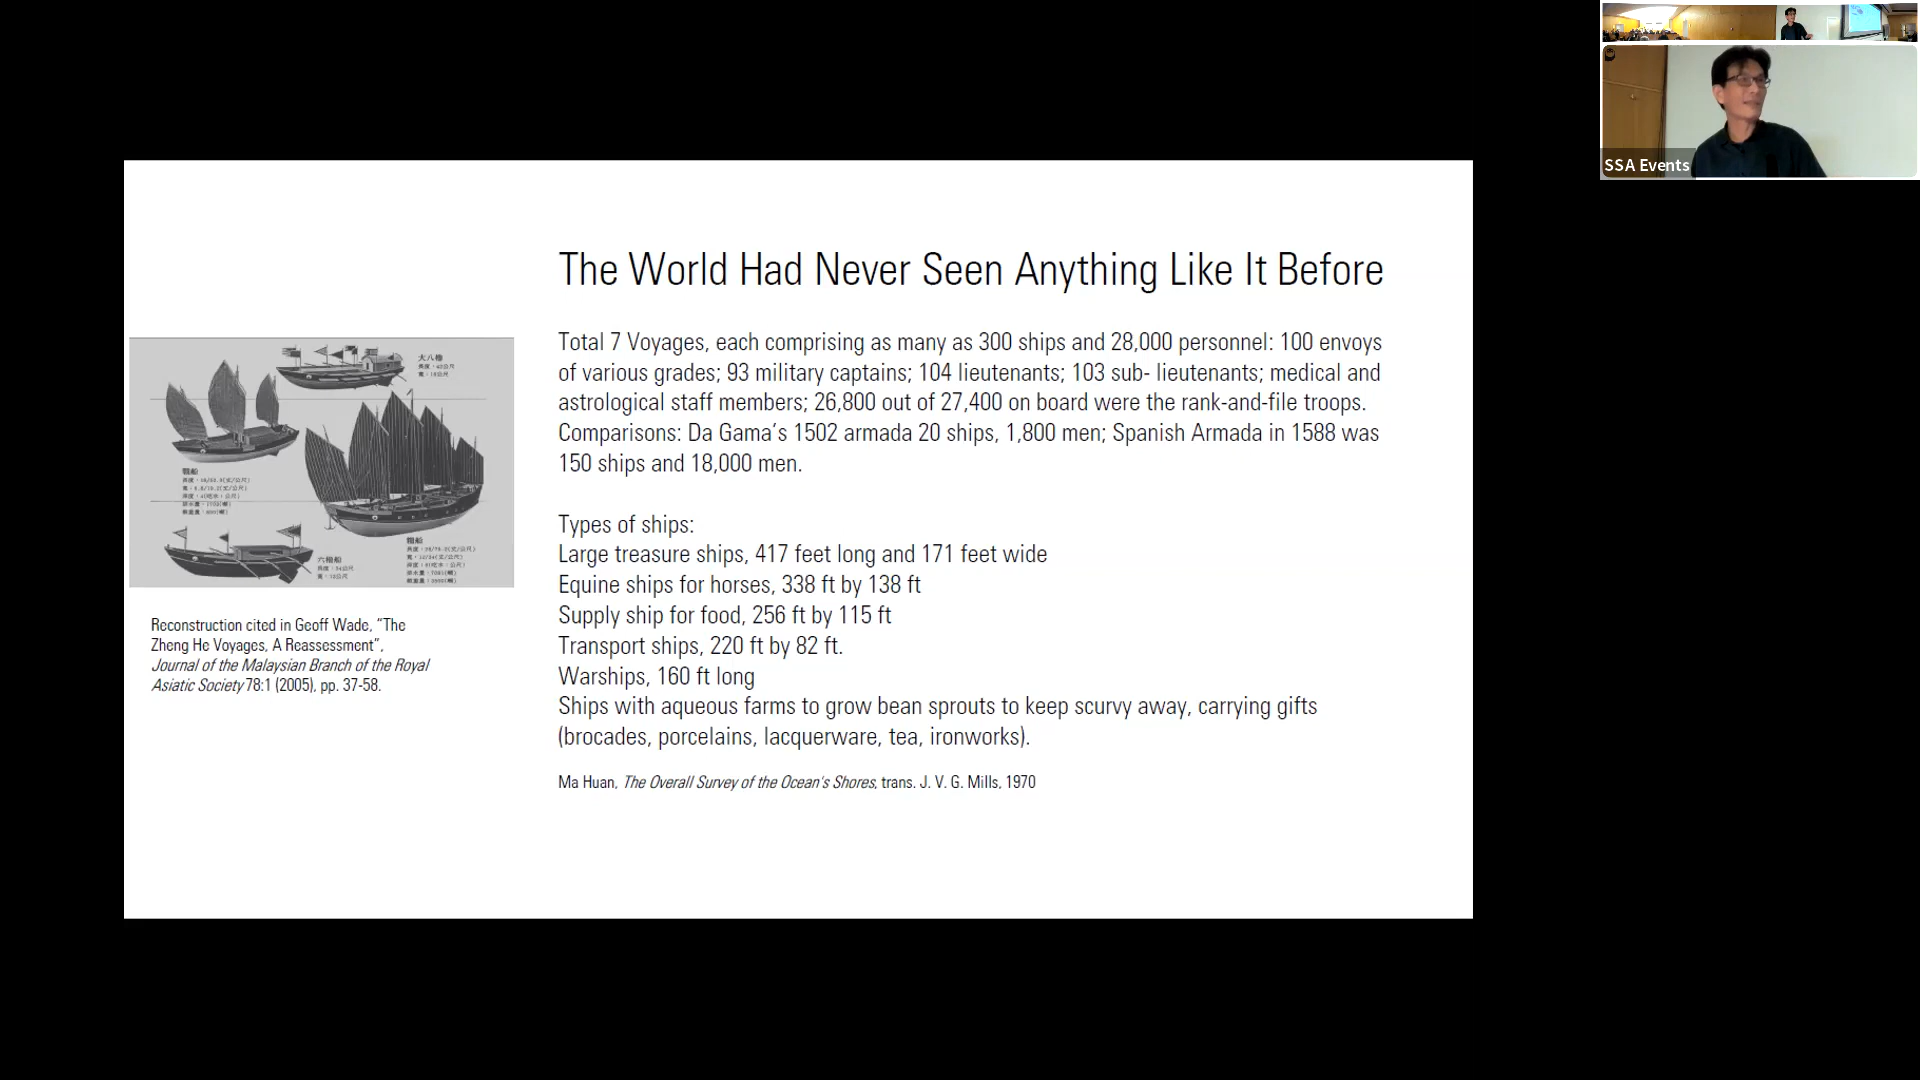 The World Had Never Seen Anything Like It Before
Total 7 Voyages, each comprising as many as 300 ships and 28,000 personnel: 100 envoys
of various grades; 93 military captains; 104 lieutenants; 103 sub- lieutenants; medical and
astrological staff members; 26,800 out of 27,400 on board were the rank-and-file troops.
Comparisons: Da Gama's 1502 armada 20 ships, 1,800 men; Spanish Armada in 1588 was
150 ships and 18,000 men.
Types of ships:
Large treasure ships, 417 feet long and 171 feet wide
Equine ships for horses, 338 ft by 138 ft
Supply ship for food, 256 ft by 115 ft
Transport ships, 220 ft by 82 ft.
Warships, 160 ft long
Ships with aqueous farms to grow bean sprouts to keep scurvy away, carrying gifts
(brocades, porcelains, lacquerware, tea, ironworks).
Ma Huan, The Overall Survey of the Ocean's Shores, trans. J. V. G. Mills, 1970
大八櫓
Reconstruction cited in Geoff Wade, "The
Zheng He Voyages, A Reassessment",
Journal of the Malaysian Branch of the Royal
Asiatic Society 78:1 (2005), pp. 37-58.
SSA Events